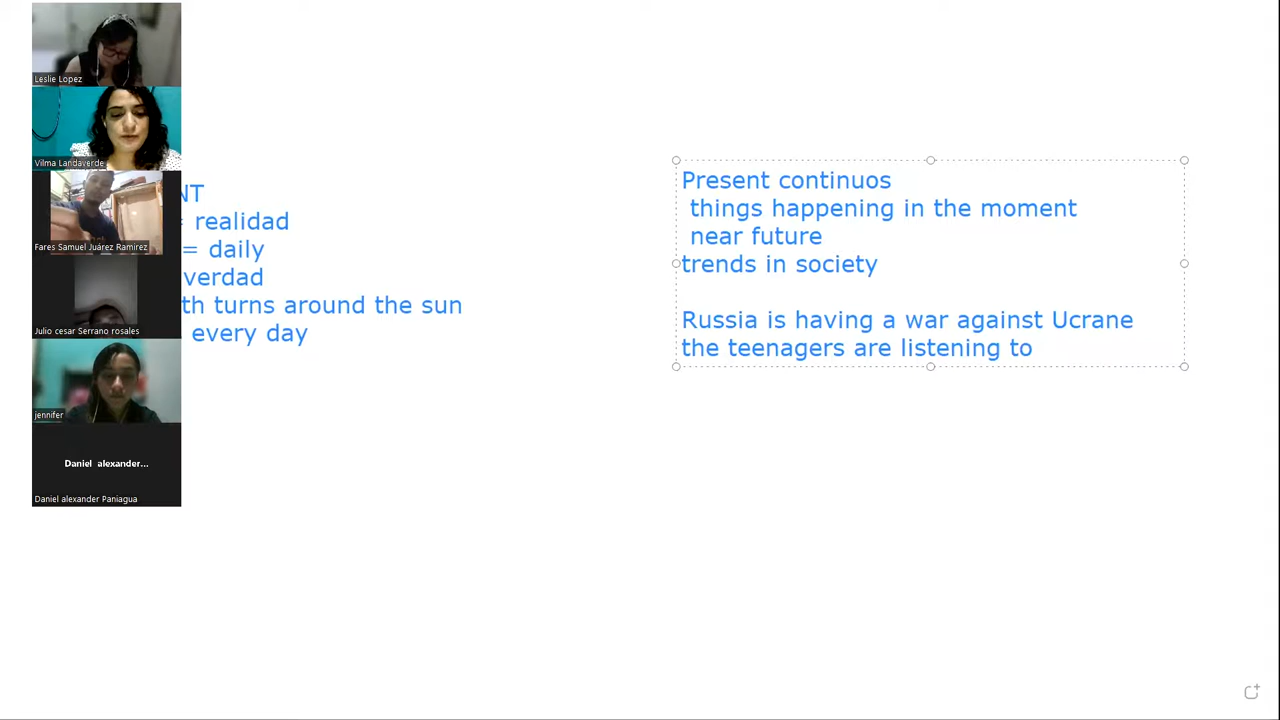 Leslie Lopez
Vilma Landaverde
Fares Samuel Juárez Ramirez
Julio cesar Serrano rosales
jennifer
Daniel alexander...
Daniel alexander Paniagua
NT
= realidad
= daily
verdad
th turns around the sun
every day
Present continuos
things happening in the moment
near future
trends in society
Russia is having a war against Ucrane
the teenagers are listening to